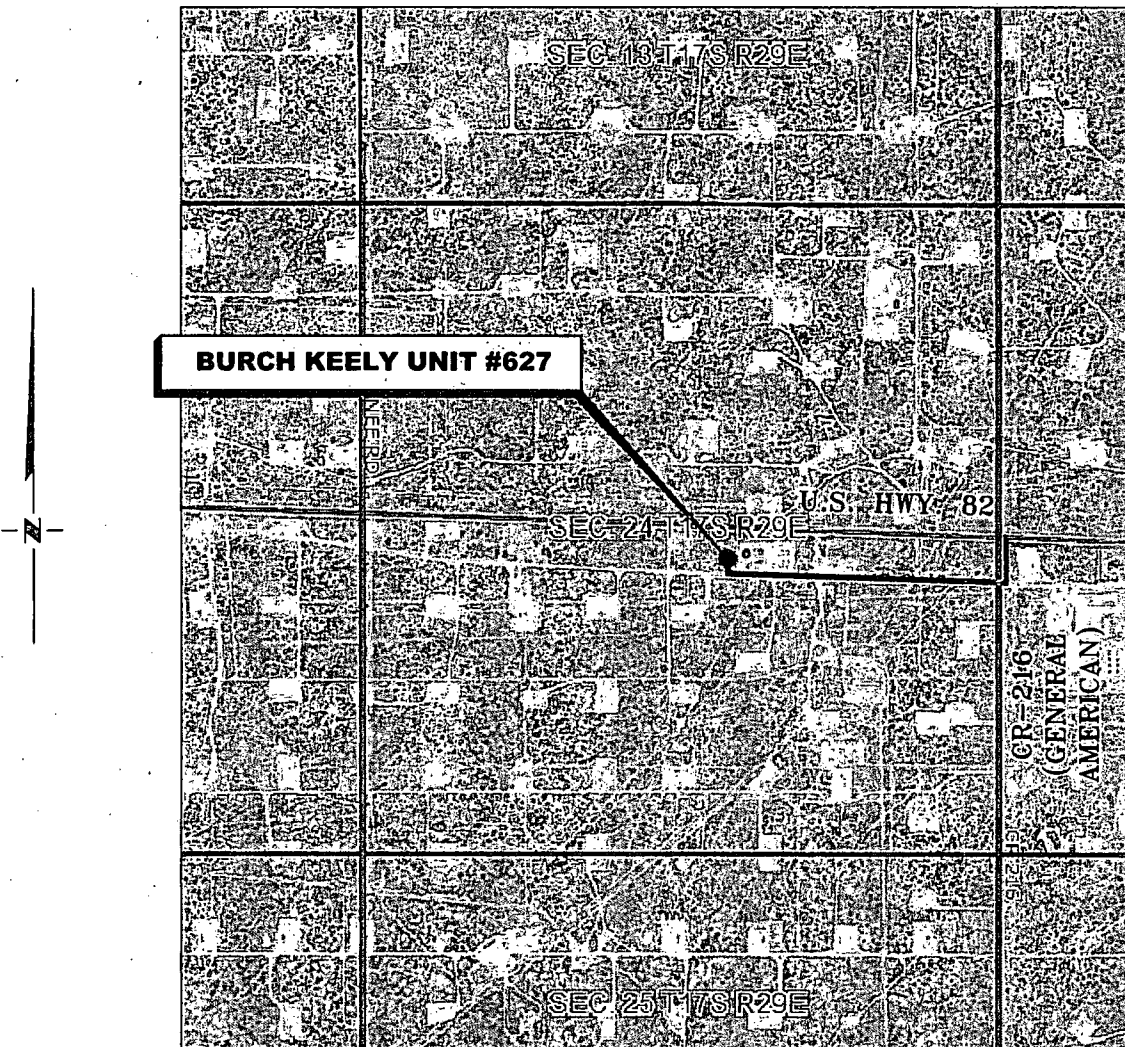 SEC. 13 T17S R29E
BURCH KEELY UNIT #627
U.S. HWY 82
SEC. 24 T17S R29E
CR-216
(GENERAL
AMERICAN)
SEC. 25 T17S R29E
N